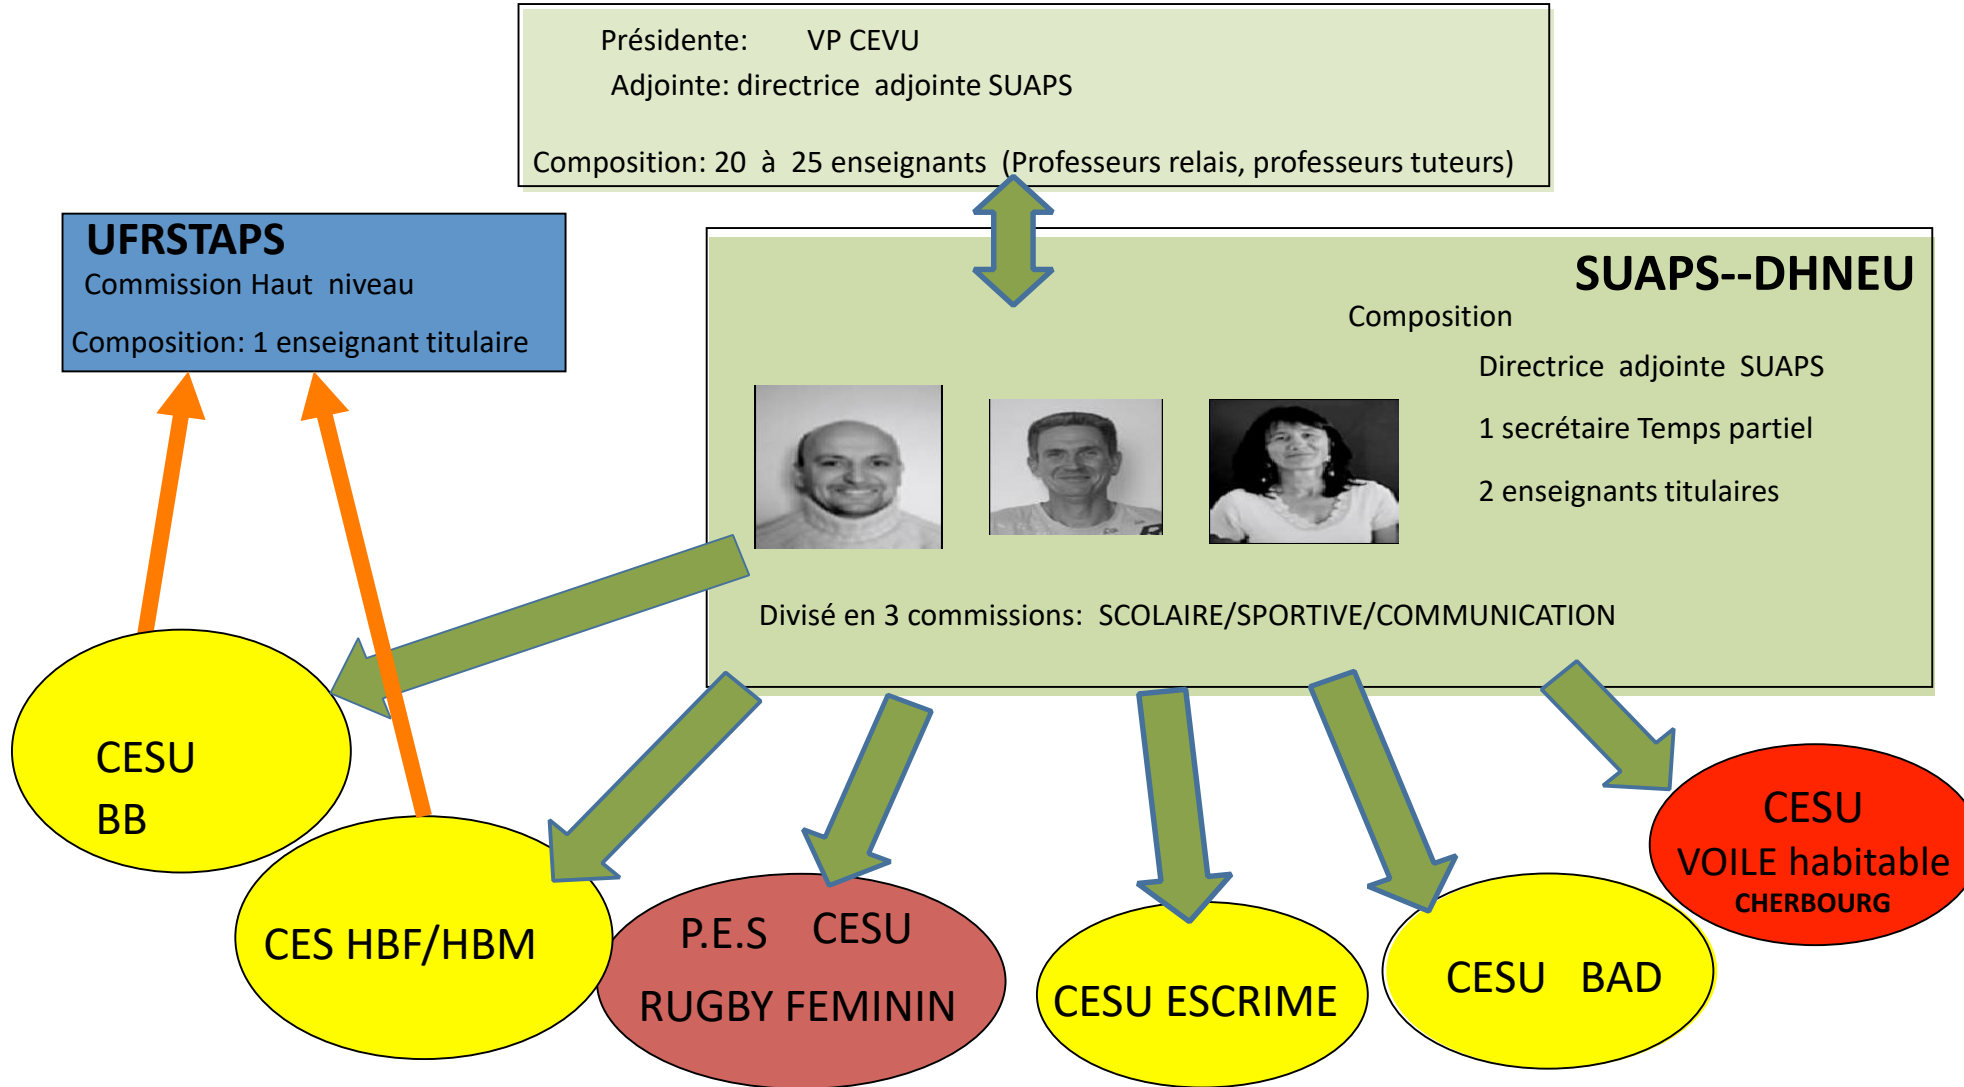 Présidente: VP CEVU
Adjointe: directrice adjointe SUAPS
Composition: 20 à 25 enseignants (Professeurs relais, professeurs tuteurs)
UFRSTAPS
Commission Haut niveau
Composition: 1 enseignant titulaire
SUAPS--DHNEU
Composition
Directrice adjointe SUAPS
1 secrétaire Temps partiel
2 enseignants titulaires
Divisé en 3 commissions: SCOLAIRE/SPORTIVE/COMMUNICATION
CESU
BB
CES HBF/HBM
P.E.S CESU
RUGBY FEMININ
CESU ESCRIME
CESU BAD
CESU
VOILE habitable
CHERBOURG